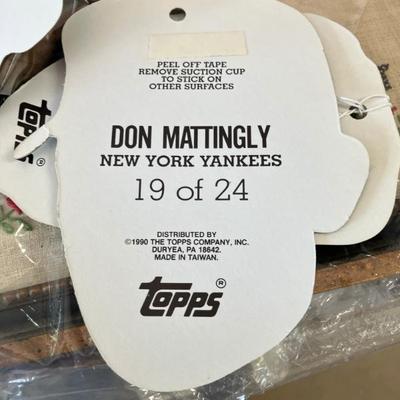 PEEL OFF TAPE
REMOVE SUCTION CUP
TO STICK ON
OTHER SURFACES
DON MATTINGLY
NEW YORK YANKEES
19 of 24
DISTRIBUTED BY
©1990 THE TOPPS COMPANY, INC.
DURYEA, PA 18642.
MADE IN TAIWAN.
topps®
topps®